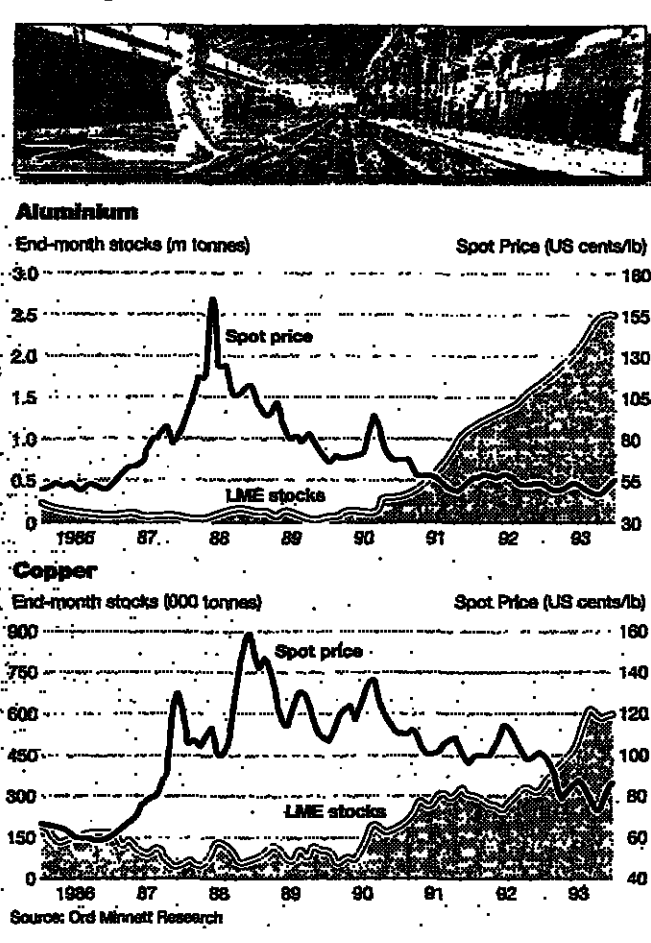 Aluminium
End-month stocks (m tonnes) Spot Price (US cents/lb)
3.0 180
2.5 155
Spot price
2.0 130
1.5 105
1.0 80
0.5 55
LME stocks
0 30
1986 87 88 89 90 91 92 93
Copper
End-month stocks (000 tonnes) Spot Price (US cents/lb)
900 160
Spot price
750 140
600 120
450 100
300 80
LME stocks
150 60
0 40
1986 87 88 89 90 91 92 93
Source: Ord Minnett Research